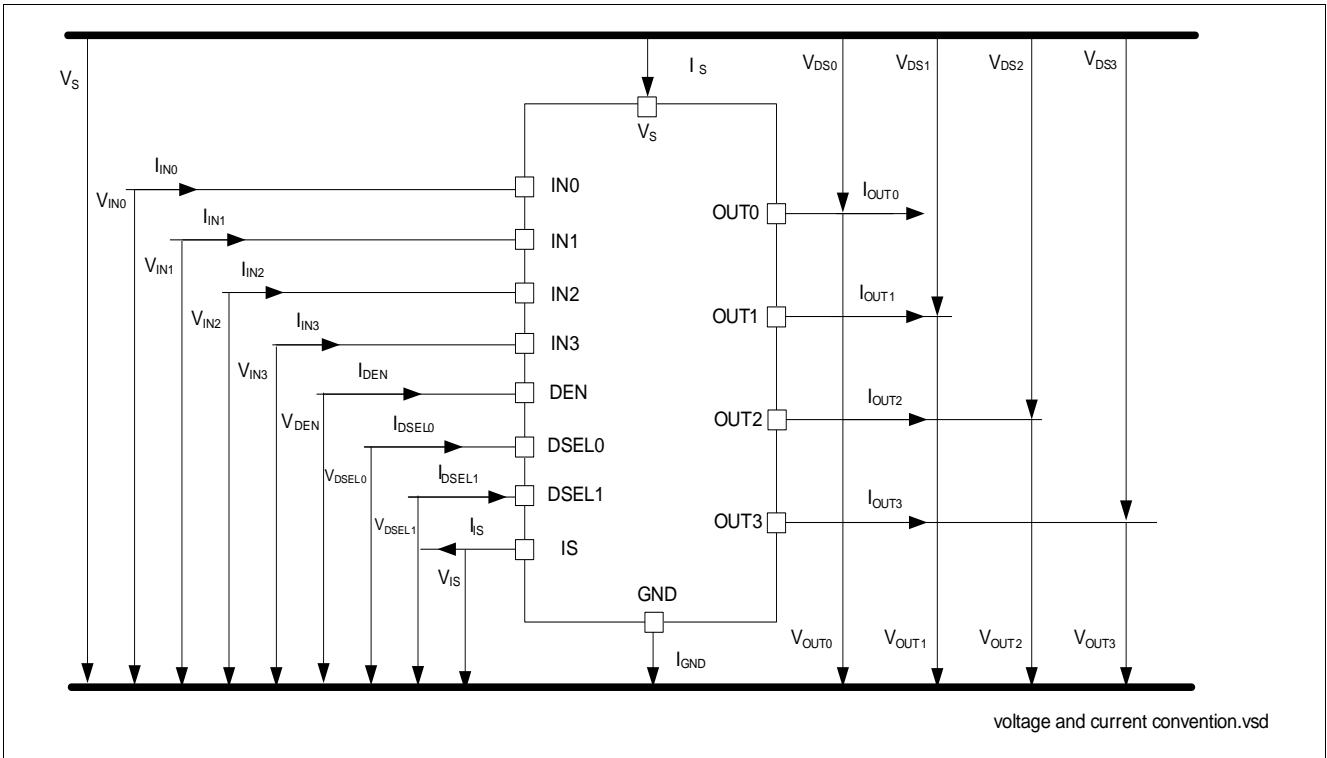 V_S
I_S
V_DS0
V_DS1
V_DS2
V_DS3
V_S
I_IN0
V_IN0
IN0
I_IN1
V_IN1
IN1
I_IN2
V_IN2
IN2
I_IN3
V_IN3
IN3
I_DEN
V_DEN
DEN
I_DSEL0
V_DSEL0
DSEL0
I_DSEL1
V_DSEL1
DSEL1
I_IS
V_IS
IS
OUT0
I_OUT0
OUT1
I_OUT1
OUT2
I_OUT2
OUT3
I_OUT3
GND
I_GND
V_OUT0
V_OUT1
V_OUT2
V_OUT3
voltage and current convention.vsd